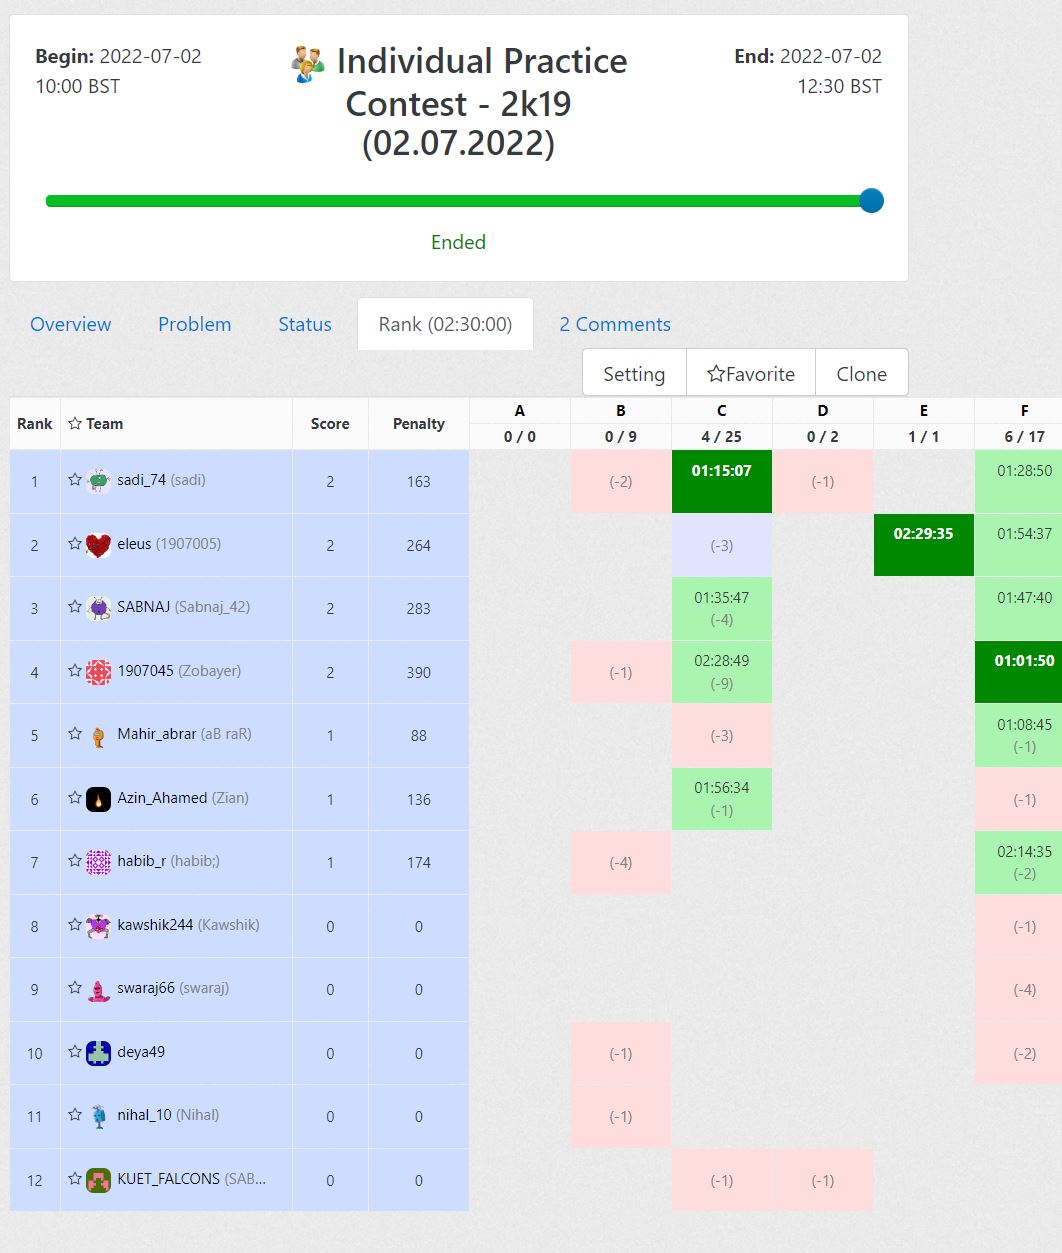 Begin: 2022-07-02
10:00 BST
Individual Practice
Contest - 2k19
(02.07.2022)
End: 2022-07-02
12:30 BST
Ended
Overview Problem Status Rank (02:30:00) 2 Comments
Setting Favorite Clone
Rank Team Score Penalty A B C D E F
0 / 0 0 / 9 4 / 25 0 / 2 1 / 1 6 / 17
1 sadi_74 (sadi) 2 163 (-2) 01:15:07 (-1) 01:28:50
2 eleus (1907005) 2 264 (-3) 02:29:35 01:54:37
3 SABNAJ (Sabnaj_42) 2 283 01:35:47 01:47:40
(-4)
4 1907045 (Zobayer) 2 390 (-1) 02:28:49 01:01:50
(-9)
5 Mahir_abrar (aB raR) 1 88 (-3) 01:08:45
(-1)
6 Azin_Ahamed (Zian) 1 136 01:56:34 (-1)
(-1)
7 habib_r (habib;) 1 174 (-4) 02:14:35
(-2)
8 kawshik244 (Kawshik) 0 0 (-1)
9 swaraj66 (swaraj) 0 0 (-4)
10 deya49 0 0 (-1) (-2)
11 nihal_10 (Nihal) 0 0 (-1)
12 KUET_FALCONS (SAB... 0 0 (-1) (-1)